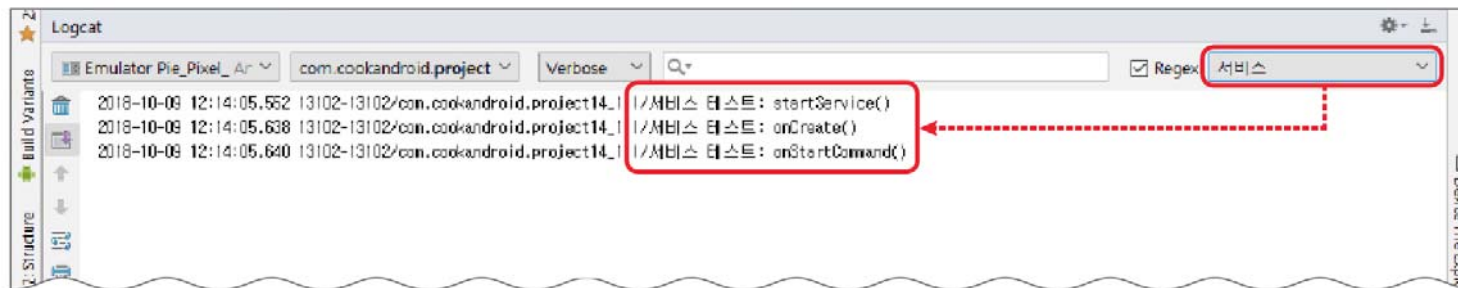 Logcat
Emulator Pie_Pixel_ An com.cookandroid.project Verbose Regex 서비스
2018-10-09 12:14:05.552 13102-13102/com.cookandroid.project14_1 I/서비스 테스트: startService()
2018-10-09 12:14:05.638 13102-13102/com.cookandroid.project14_1 I/서비스 테스트: onCreate()
2018-10-09 12:14:05.640 13102-13102/com.cookandroid.project14_1 I/서비스 테스트: onStartCommand()
Build Variants
Structure